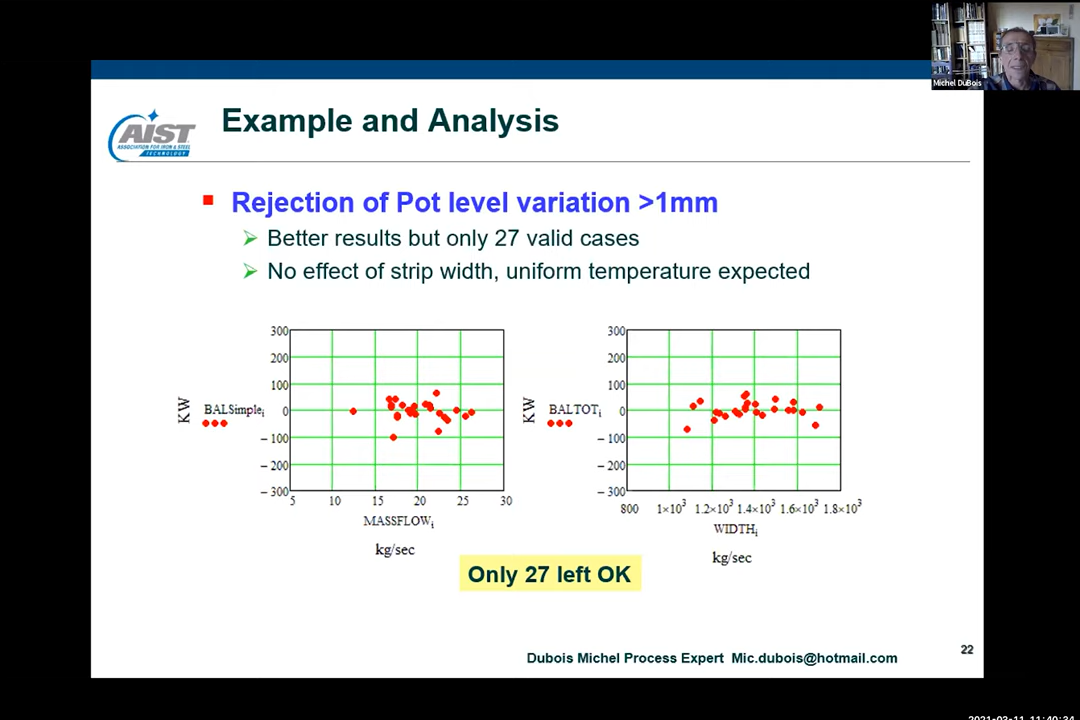 Michel DuBois
AIST
ASSOCIATION FOR IRON & STEEL
TECHNOLOGY
Example and Analysis
Rejection of Pot level variation >1mm
Better results but only 27 valid cases
No effect of strip width, uniform temperature expected
300
200
100
0
−100
−200
−300
KW
BALSimpleᵢ
5 10 15 20 25 30
MASSFLOWᵢ
kg/sec
300
200
100
0
−100
−200
−300
KW
BALTOTᵢ
800 1×10³ 1.2×10³ 1.4×10³ 1.6×10³ 1.8×10³
WIDTHᵢ
kg/sec
Only 27 left OK
Dubois Michel Process Expert Mic.dubois@hotmail.com
22
2021-03-11 11:40:34